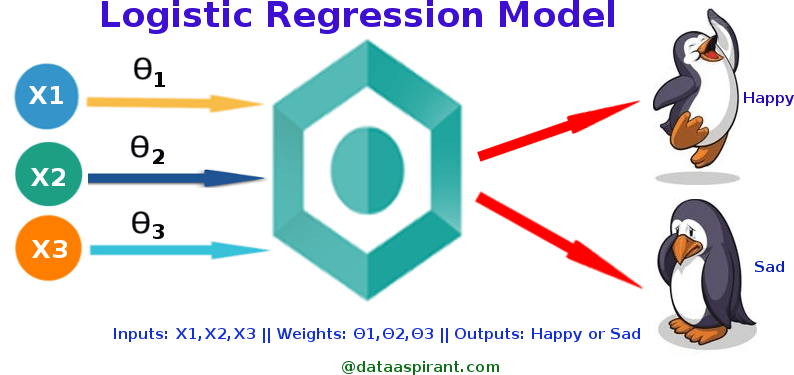 Logistic Regression Model
X1
Θ1
X2
Θ2
X3
Θ3
Happy
Sad
Inputs: X1,X2,X3 || Weights: Θ1,Θ2,Θ3 || Outputs: Happy or Sad
@dataaspirant.com